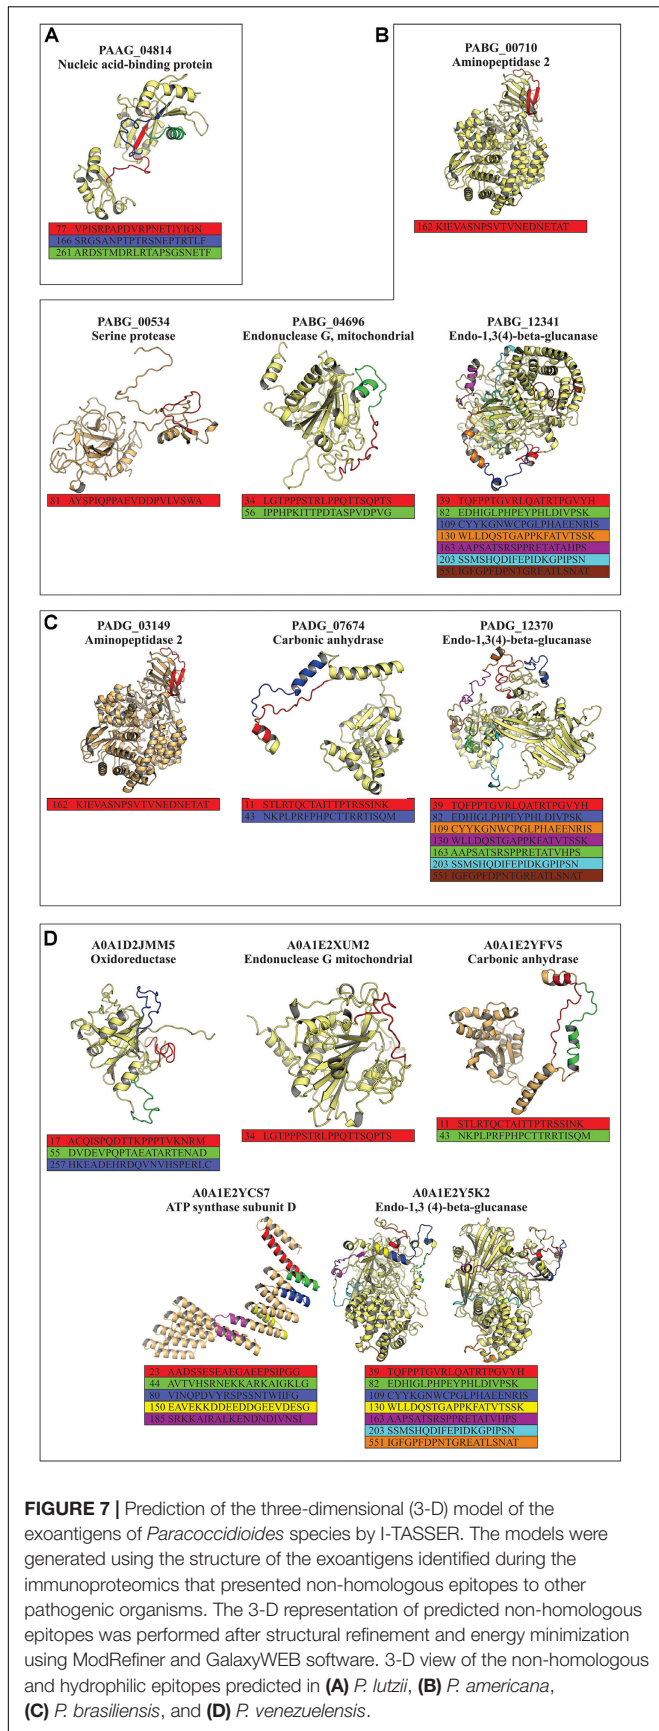 A
PAAG_04814
Nucleic acid-binding protein
77 VPISRPAPDVRPNETIYIGN
166 SRGSANPTPTRSNEPTRTLF
261 ARDSTMDRLRTAPSGSNETF
B
PABG_00710
Aminopeptidase 2
162 KIEVASNPSVTVNEDNETAT
PABG_00534
Serine protease
81 AYSPIQPPAEVDDPVLVSWA
PABG_04696
Endonuclease G, mitochondrial
34 LGTPPPSTRLPPQTTSQPTS
56 IPPHPKITTPDTASPVDPVG
PABG_12341
Endo-1,3(4)-beta-glucanase
39 TQFPPTGVRLQATRTPGVYH
82 EDHIGLPHPEYPHLDIVPSK
109 CYYKGNWCPGLPHAEENRIS
130 WLLDQSTGAPPKFATVTSSK
163 AAPSATSRSPPRETATAHPS
203 SSMSHQDIFEPIDKGPIPSN
551 IGFGPFDPNTGREATLSNAT
C
PADG_03149
Aminopeptidase 2
162 KIEVASNPSVTVNEDNETAT
PADG_07674
Carbonic anhydrase
11 STLRTQCTAITTPTRSSINK
43 NKPLPRFPHPCTTRRTISQM
PADG_12370
Endo-1,3(4)-beta-glucanase
39 TQFPPTGVRLQATRTPGVYH
82 EDHIGLPHPEYPHLDIVPSK
109 CYYKGNWCPGLPHAEENRIS
130 WLLDQSTGAPPKFATVTSSK
163 AAPSATSRSPPRETATVHPS
203 SSMSHQDIFEPIDKGPIPSN
551 IGFGPFDPNTGREATLSNAT
D
A0A1D2JMM5
Oxidoreductase
17 ACQISPQDTTKPPPTVKNRM
55 DVDEVPQPTAEATARTENAD
257 HKEADEHRDQVNVHSPERLC
A0A1E2XUM2
Endonuclease G mitochondrial
34 LGTPPPSTRLPPQTTSQPTS
A0A1E2YFV5
Carbonic anhydrase
11 STLRTQCTAITTPTRSSINK
43 NKPLPRFPHPCTTRRTISQM
A0A1E2YCS7
ATP synthase subunit D
23 AADSSESEAEGAEEPSIPGG
44 AVTVHSRNEKKARKAIGKLG
80 VINQPDVYRSPSSNTWIIFG
150 EAVEKKDDEEDDGEEVDESG
185 SRKKAIRALKENDNDIVNSI
A0A1E2Y5K2
Endo-1,3 (4)-beta-glucanase
39 TQFPPTGVRLQATRTPGVYH
82 EDHIGLPHPEYPHLDIVPSK
109 CYYKGNWCPGLPHAEENRIS
130 WLLDQSTGAPPKFATVTSSK
163 AAPSATSRSPPRETATVHPS
203 SSMSHQDIFEPIDKGPIPSN
551 IGFGPFDPNTGREATLSNAT
FIGURE 7 | Prediction of the three-dimensional (3-D) model of the
exoantigens of Paracoccidioides species by I-TASSER. The models were
generated using the structure of the exoantigens identified during the
immunoproteomics that presented non-homologous epitopes to other
pathogenic organisms. The 3-D representation of predicted non-homologous
epitopes was performed after structural refinement and energy minimization
using ModRefiner and GalaxyWEB software. 3-D view of the non-homologous
and hydrophilic epitopes predicted in (A) P. lutzii, (B) P. americana,
(C) P. brasiliensis, and (D) P. venezuelensis.